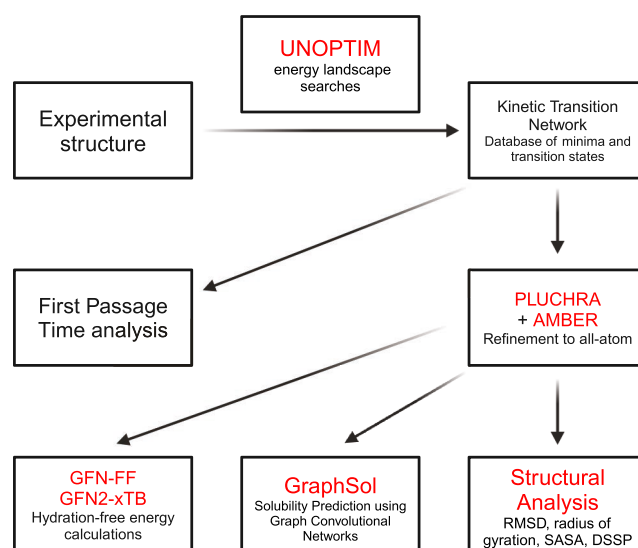 UNOPTIM
energy landscape
searches
Experimental
structure
Kinetic Transition
Network
Database of minima and
transition states
First Passage
Time analysis
PLUCHRA
+ AMBER
Refinement to all-atom
GFN-FF
GFN2-xTB
Hydration-free energy
calculations
GraphSol
Solubility Prediction using
Graph Convolutional
Networks
Structural
Analysis
RMSD, radius of
gyration, SASA, DSSP